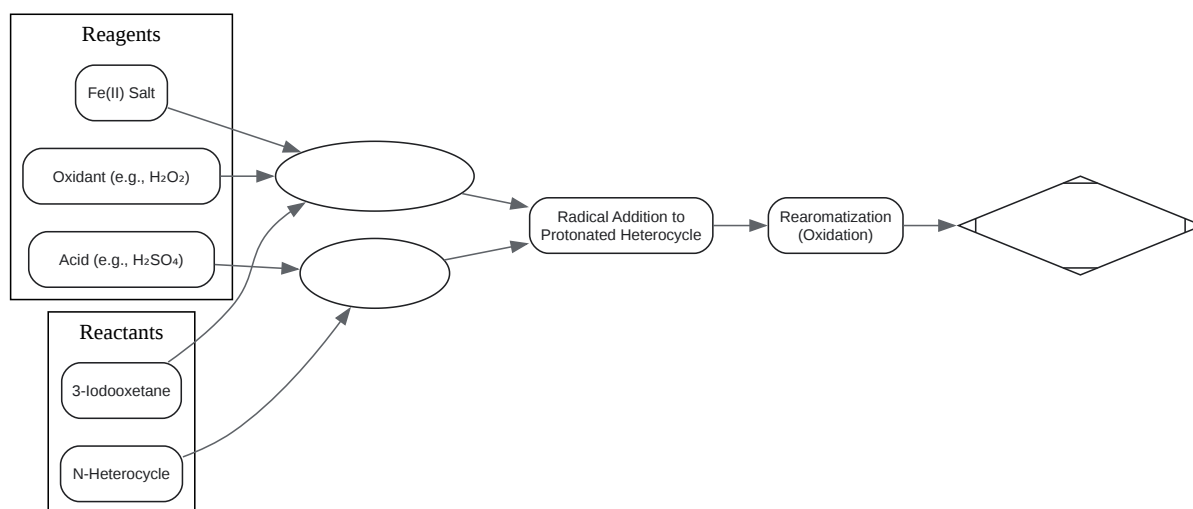 Reagents
Fe(II) Salt
Oxidant (e.g., H₂O₂)
Acid (e.g., H₂SO₄)
Reactants
3-Iodooxetane
N-Heterocycle
Radical Addition to
Protonated Heterocycle
Rearomatization
(Oxidation)